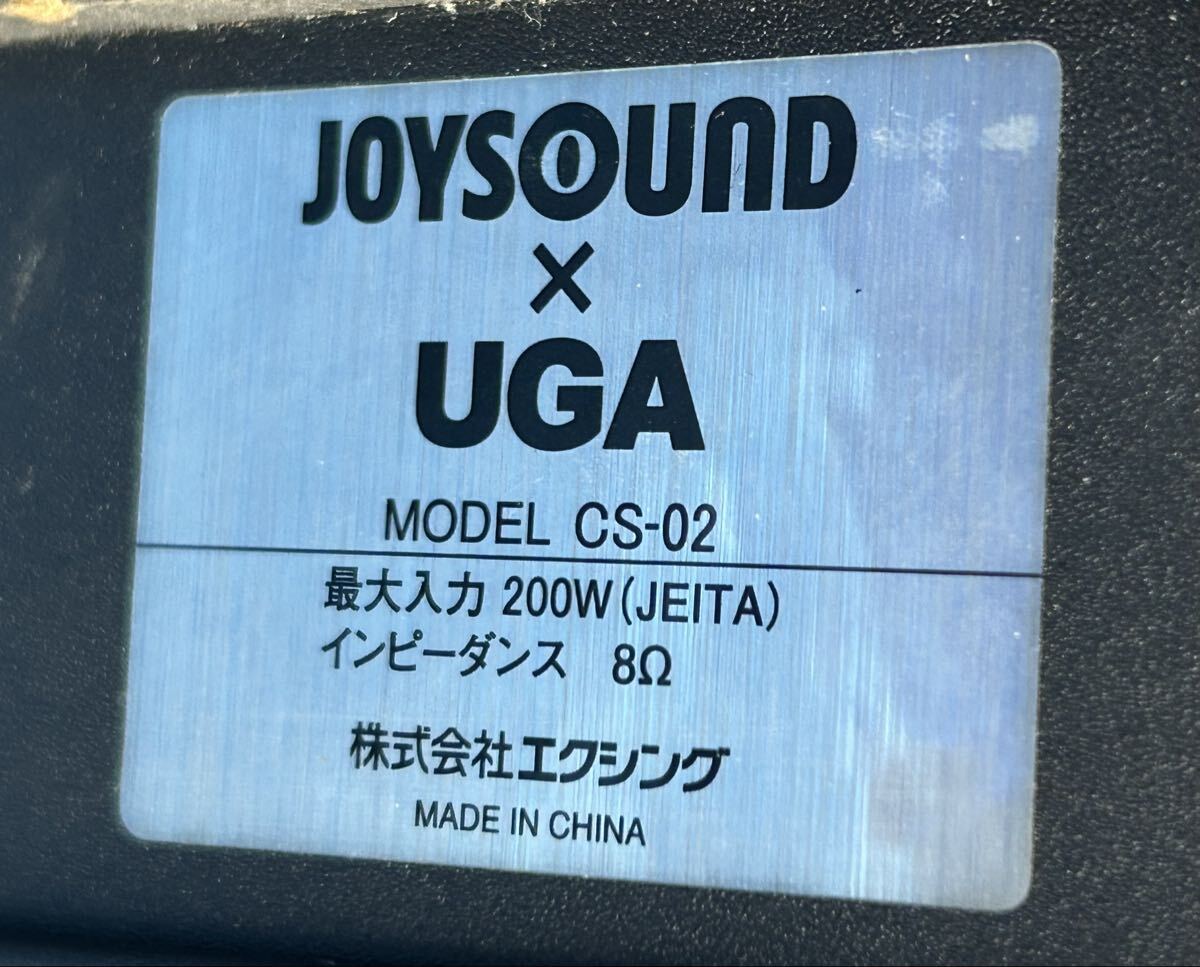 JOYSOUND
×
UGA
MODEL CS-02
最大入力 200W(JEITA)
インピーダンス 8Ω
株式会社エクシング
MADE IN CHINA